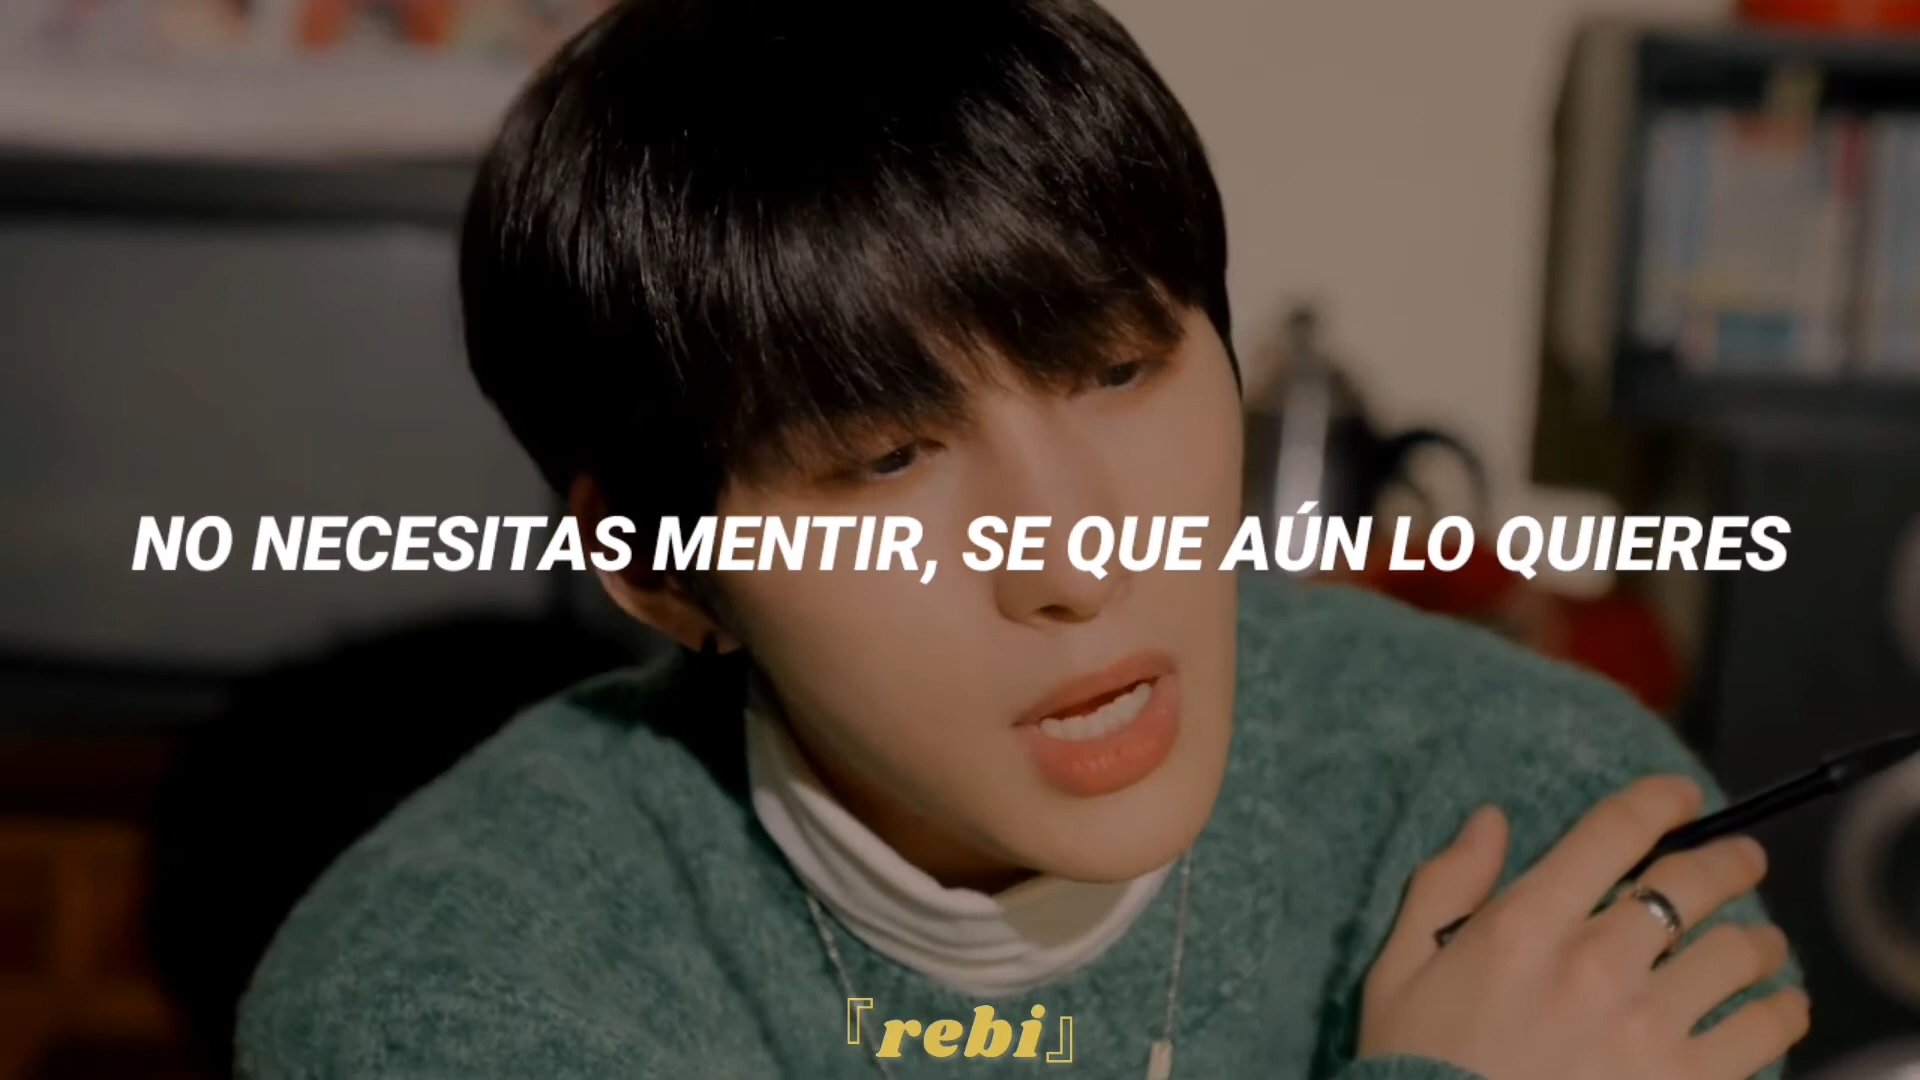 NO NECESITAS MENTIR, SE QUE AÚN LO QUIERES
『rebi』